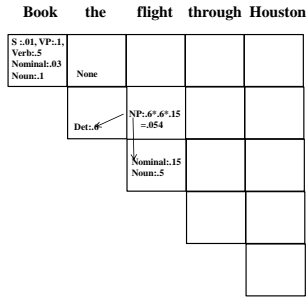 Book the flight through Houston
S :.01, VP:.1,
Verb:.5
Nominal:.03
Noun:.1
None
Det:.6
NP:.6*.6*.15
=.054
Nominal:.15
Noun:.5